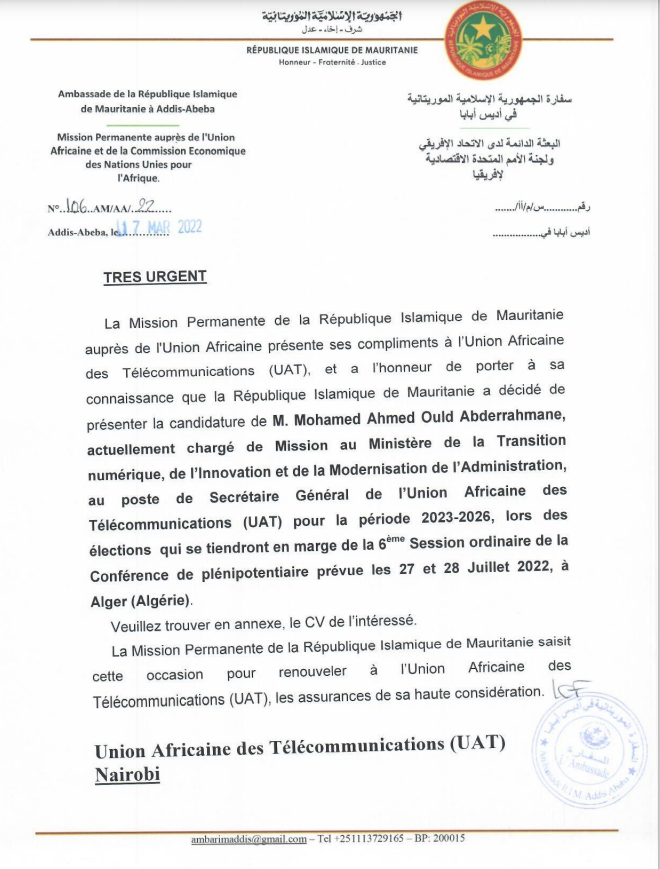 الجمهورية الإسلامية الموريتانية
شرف - إخاء - عدل
RÉPUBLIQUE ISLAMIQUE DE MAURITANIE
Honneur - Fraternité - Justice
Ambassade de la République Islamique
de Mauritanie à Addis-Abeba
Mission Permanente auprès de l'Union
Africaine et de la Commission Economique
des Nations Unies pour
l'Afrique.
N°..106..AM/AA/..22.....
Addis-Abeba, le 17 MAR 2022
سفارة الجمهورية الإسلامية الموريتانية
في أديس أبابا
البعثة الدائمة لدى الاتحاد الإفريقي
ولجنة الأمم المتحدة الاقتصادية
لإفريقيا
رقم............س/م/أأ/.......
أديس أبابا في..................
TRES URGENT
La Mission Permanente de la République Islamique de Mauritanie
auprès de l'Union Africaine présente ses compliments à l'Union Africaine
des Télécommunications (UAT), et a l'honneur de porter à sa
connaissance que la République Islamique de Mauritanie a décidé de
présenter la candidature de M. Mohamed Ahmed Ould Abderrahmane,
actuellement chargé de Mission au Ministère de la Transition
numérique, de l'Innovation et de la Modernisation de l'Administration,
au poste de Secrétaire Général de l'Union Africaine des
Télécommunications (UAT) pour la période 2023-2026, lors des
élections qui se tiendront en marge de la 6ème Session ordinaire de la
Conférence de plénipotentiaire prévue les 27 et 28 Juillet 2022, à
Alger (Algérie).
Veuillez trouver en annexe, le CV de l'intéressé.
La Mission Permanente de la République Islamique de Mauritanie saisit
cette occasion pour renouveler à l'Union Africaine des
Télécommunications (UAT), les assurances de sa haute considération.
السفارة
L'Ambassade
Union Africaine des Télécommunications (UAT)
Nairobi
ambarimaddis@gmail.com – Tel +251113729165 – BP: 200015